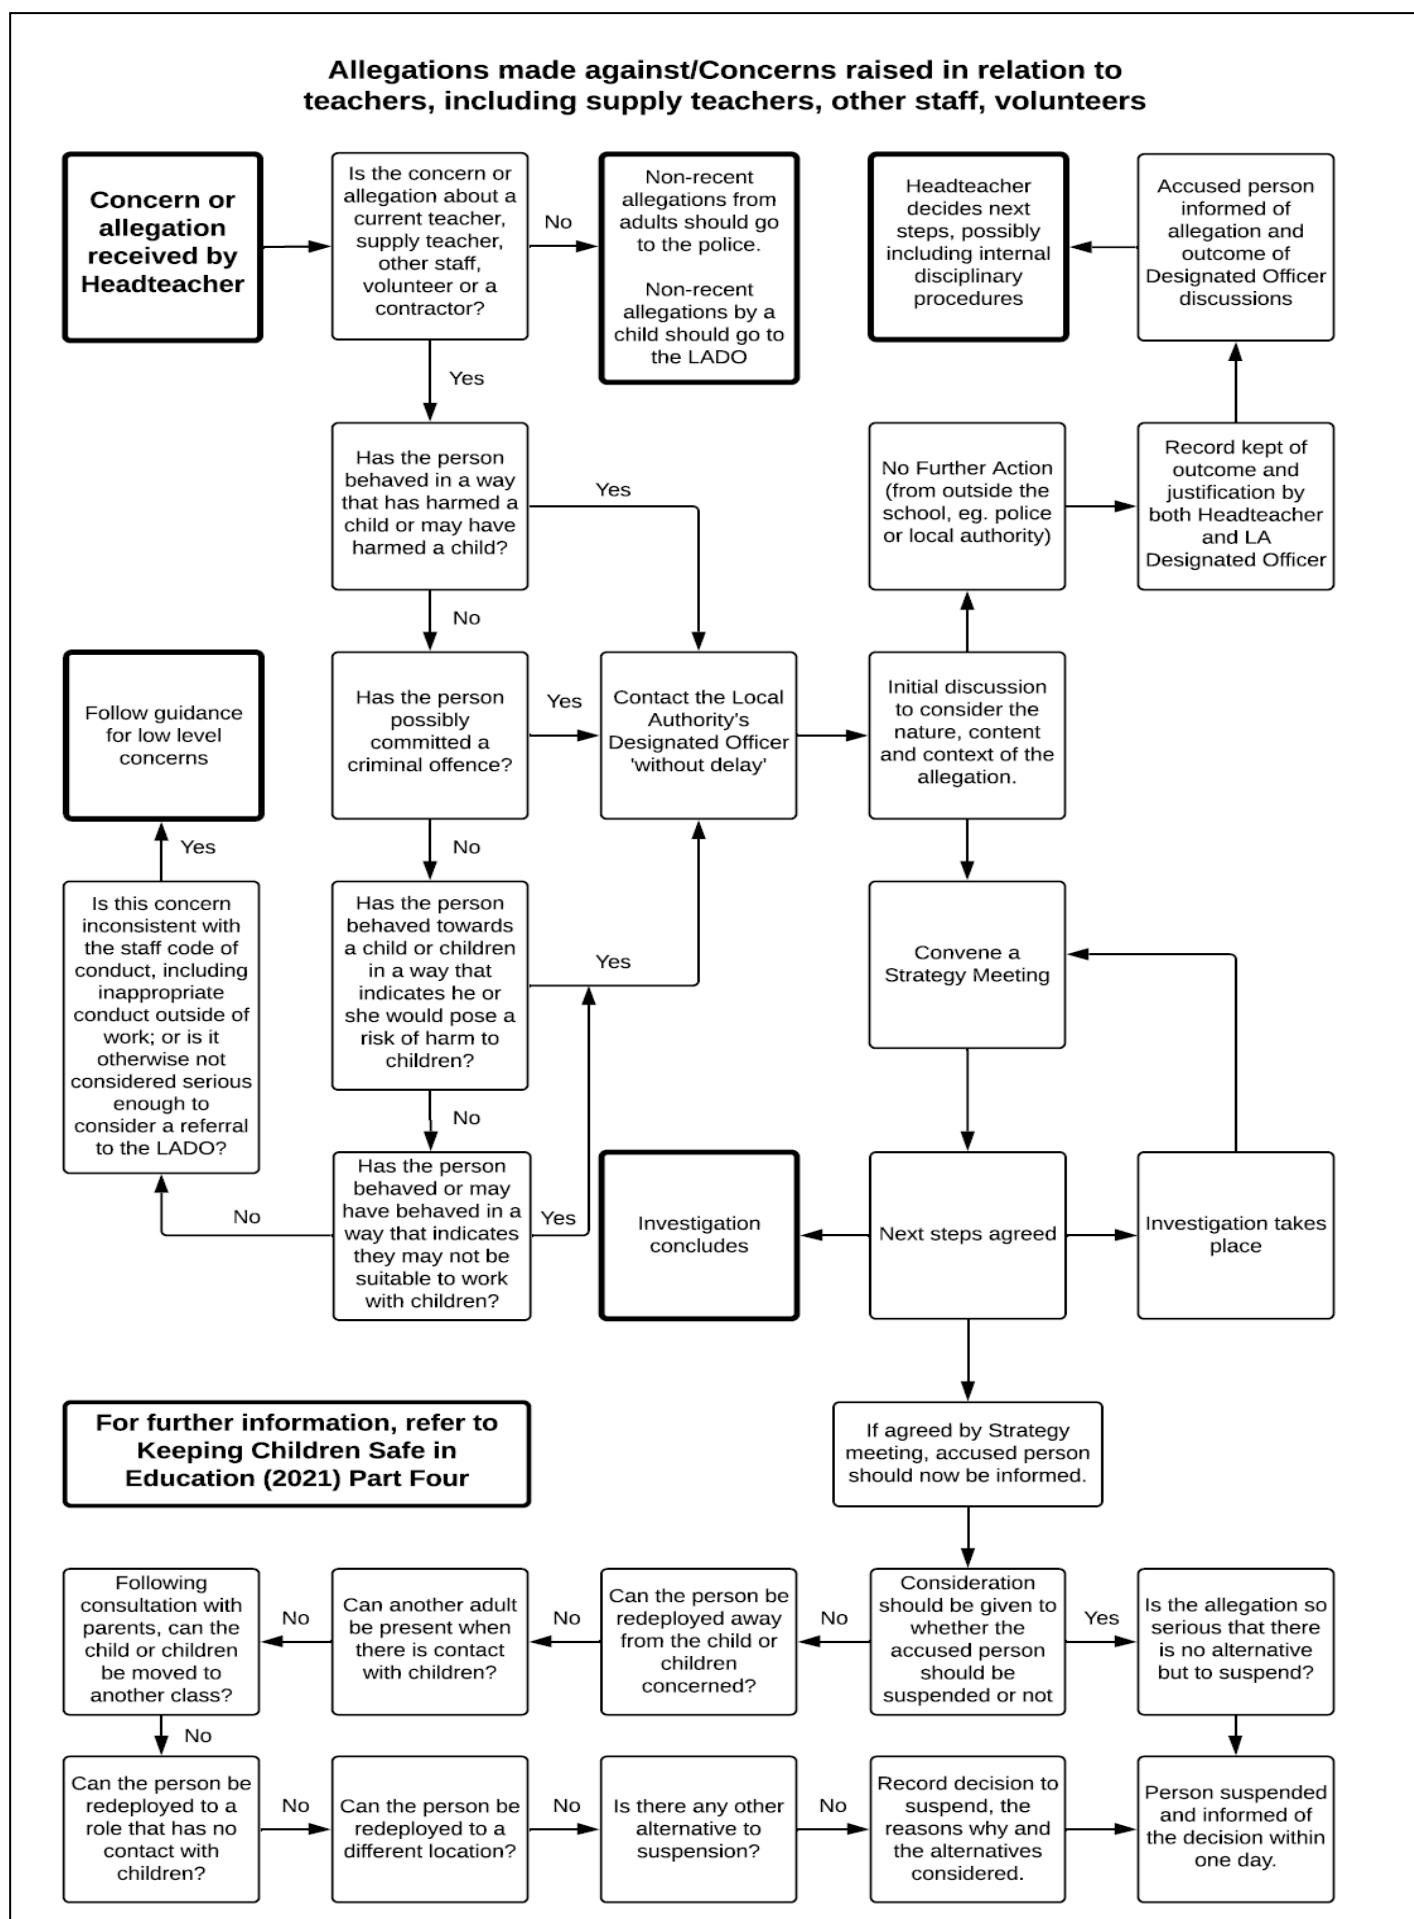 Allegations made against/Concerns raised in relation to
teachers, including supply teachers, other staff, volunteers
Concern or
allegation
received by
Headteacher
Is the concern or
allegation about a
current teacher,
supply teacher,
other staff,
volunteer or a
contractor?
No
Non-recent
allegations from
adults should go
to the police.
Non-recent
allegations by a
child should go to
the LADO
Headteacher
decides next
steps, possibly
including internal
disciplinary
procedures
Accused person
informed of
allegation and
outcome of
Designated Officer
discussions
Yes
Has the person
behaved in a way
that has harmed a
child or may have
harmed a child?
Yes
No Further Action
(from outside the
school, eg. police
or local authority)
Record kept of
outcome and
justification by
both Headteacher
and LA
Designated Officer
No
Follow guidance
for low level
concerns
Has the person
possibly
committed a
criminal offence?
Yes
Contact the Local
Authority's
Designated Officer
'without delay'
Initial discussion
to consider the
nature, content
and context of the
allegation.
Yes
No
Is this concern
inconsistent with
the staff code of
conduct, including
inappropriate
conduct outside of
work; or is it
otherwise not
considered serious
enough to
consider a referral
to the LADO?
Has the person
behaved towards
a child or children
in a way that
indicates he or
she would pose a
risk of harm to
children?
Yes
Convene a
Strategy Meeting
No
No
Has the person
behaved or may
have behaved in a
way that indicates
they may not be
suitable to work
with children?
Yes
Investigation
concludes
Next steps agreed
Investigation takes
place
For further information, refer to
Keeping Children Safe in
Education (2021) Part Four
If agreed by Strategy
meeting, accused person
should now be informed.
Following
consultation with
parents, can the
child or children
be moved to
another class?
No
Can another adult
be present when
there is contact
with children?
No
Can the person be
redeployed away
from the child or
children
concerned?
No
Consideration
should be given to
whether the
accused person
should be
suspended or not
Yes
Is the allegation so
serious that there
is no alternative
but to suspend?
No
Can the person be
redeployed to a
role that has no
contact with
children?
No
Can the person be
redeployed to a
different location?
No
Is there any other
alternative to
suspension?
No
Record decision to
suspend, the
reasons why and
the alternatives
considered.
Person suspended
and informed of
the decision within
one day.